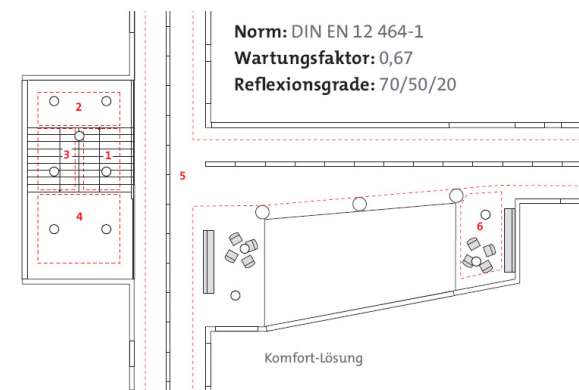 Norm: DIN EN 12 464-1
Wartungsfaktor: 0,67
Reflexionsgrade: 70/50/20
2
3
1
5
4
6
Komfort-Lösung